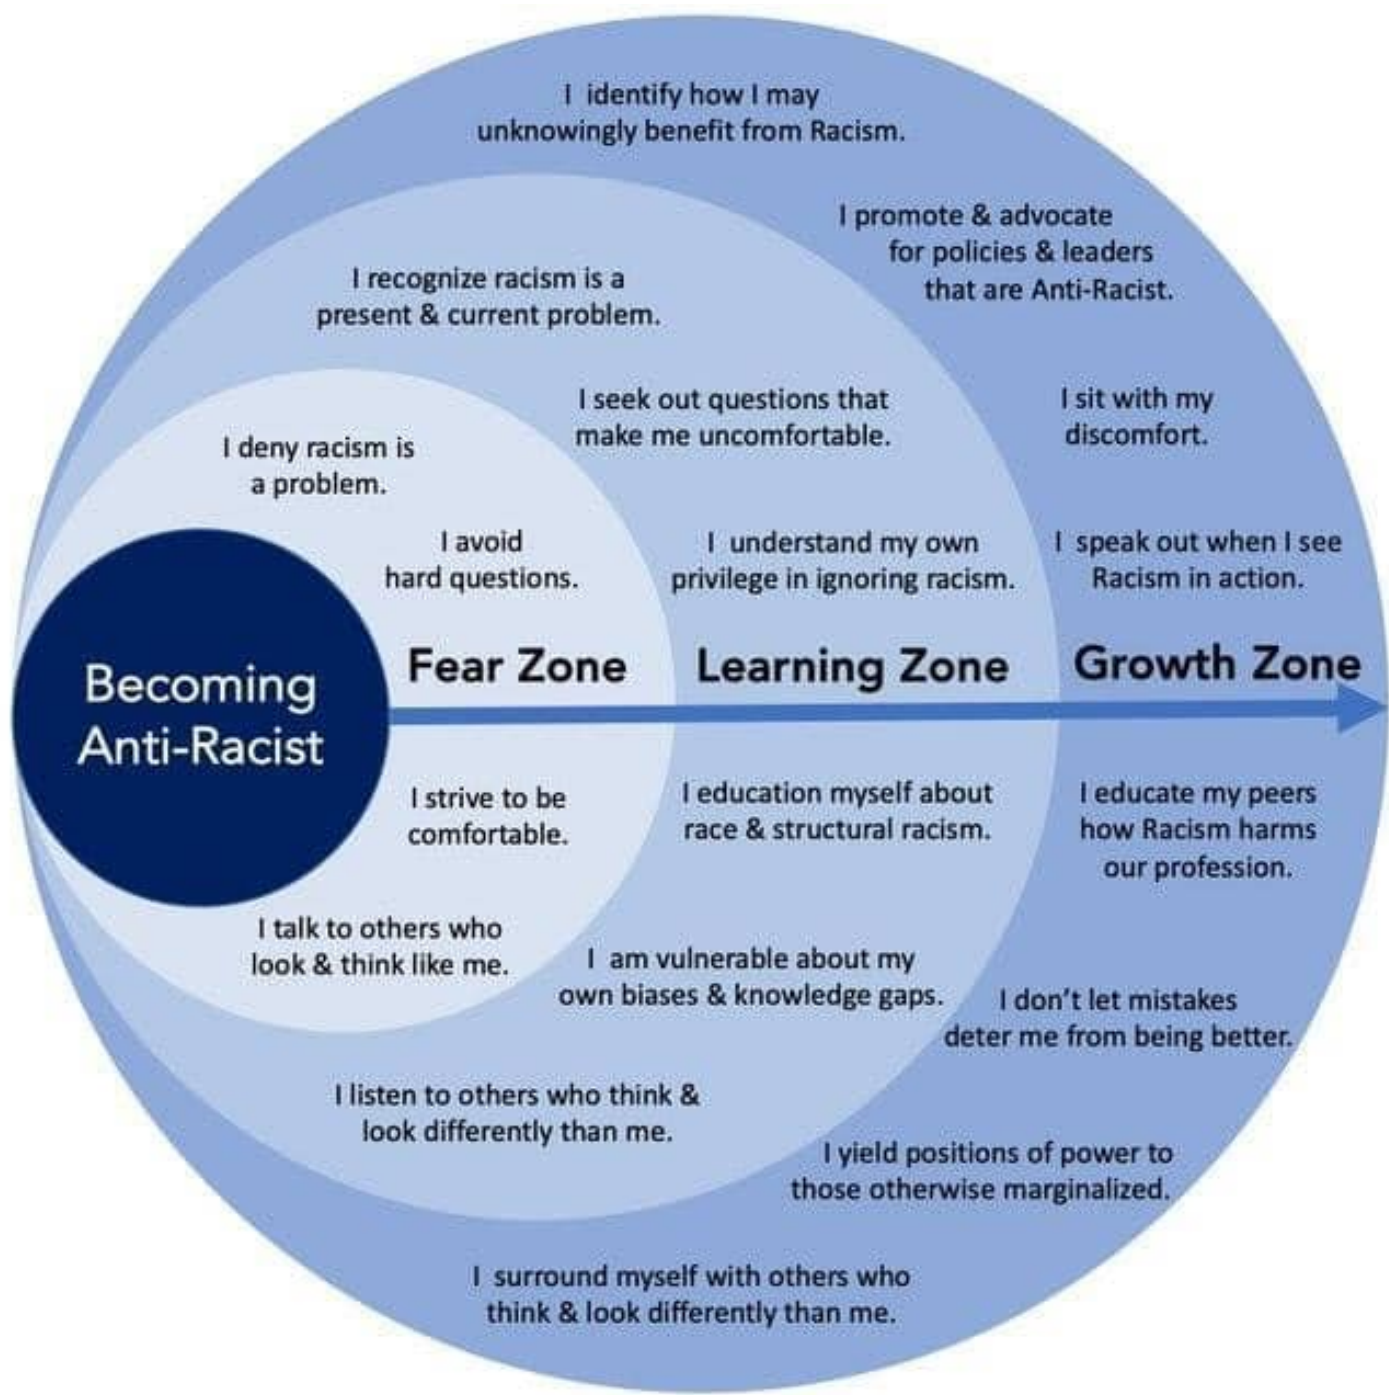 I identify how I may
unknowingly benefit from Racism.
I promote & advocate
for policies & leaders
that are Anti-Racist.
I recognize racism is a
present & current problem.
I seek out questions that
make me uncomfortable.
I sit with my
discomfort.
I deny racism is
a problem.
I avoid
hard questions.
I understand my own
privilege in ignoring racism.
I speak out when I see
Racism in action.
Becoming
Anti-Racist
Fear Zone
Learning Zone
Growth Zone
I strive to be
comfortable.
I education myself about
race & structural racism.
I educate my peers
how Racism harms
our profession.
I talk to others who
look & think like me.
I am vulnerable about my
own biases & knowledge gaps.
I don't let mistakes
deter me from being better.
I listen to others who think &
look differently than me.
I yield positions of power to
those otherwise marginalized.
I surround myself with others who
think & look differently than me.